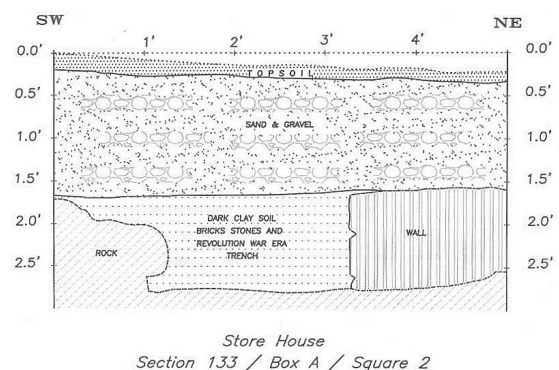 SW
NE
1' 2' 3' 4'
0.0' 0.0'
TOPSOIL
0.5' 0.5'
SAND & GRAVEL
1.0' 1.0'
1.5' 1.5'
2.0' 2.0'
DARK CLAY SOIL
BRICKS STONES AND
REVOLUTION WAR ERA
TRENCH
WALL
ROCK
2.5' 2.5'
Store House
Section 133 / Box A / Square 2